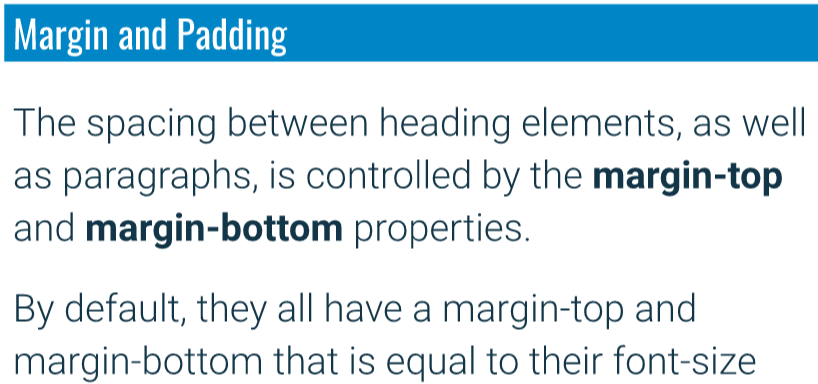 Margin and Padding
The spacing between heading elements, as well
as paragraphs, is controlled by the margin-top
and margin-bottom properties.
By default, they all have a margin-top and
margin-bottom that is equal to their font-size